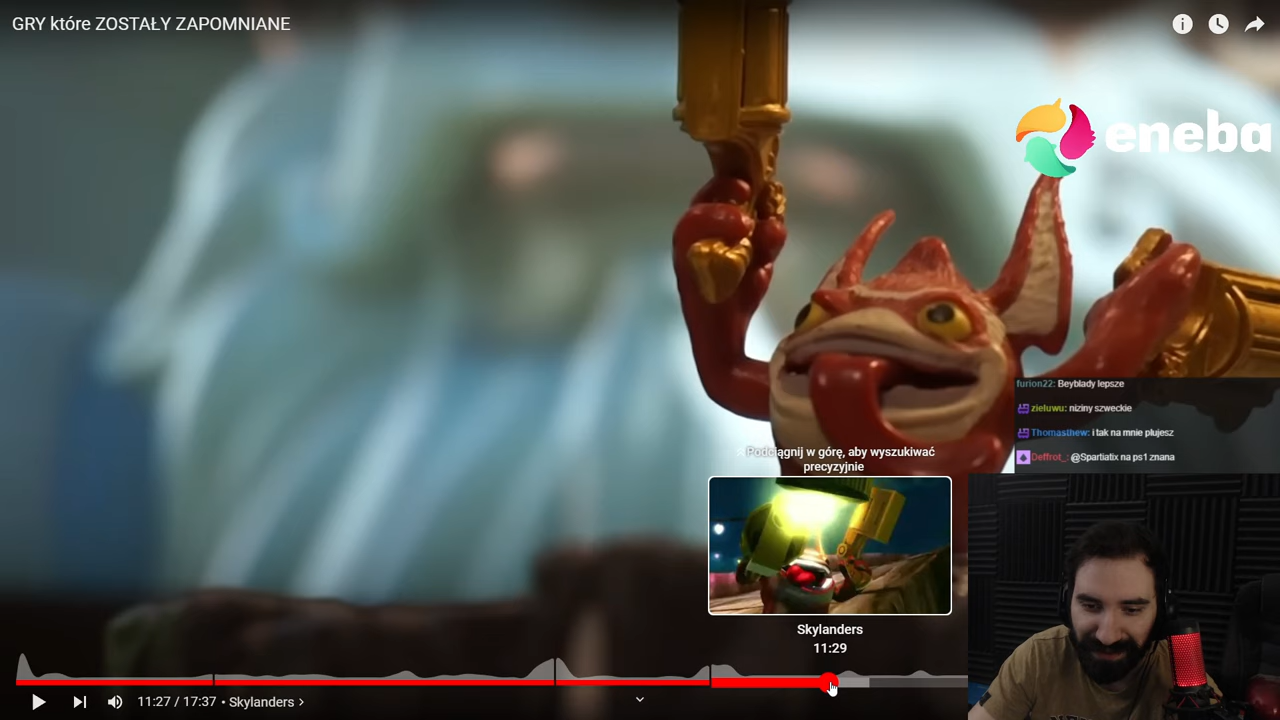 GRY które ZOSTAŁY ZAPOMNIANE
eneba
furion22: Beyblady lepsze
zieluwu: niziny szweckie
Thomasthew: i tak na mnie plujesz
Deffrot_: @Spartiatix na ps1 znana
Podciągnij w górę, aby wyszukiwać
precyzyjnie
Skylanders
11:29
11:27 / 17:37 • Skylanders >